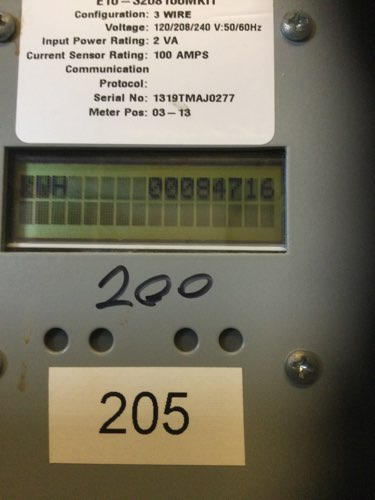 Configuration: 3 WIRE
Voltage: 120/208/240 V:50/60Hz
Input Power Rating: 2 VA
Current Sensor Rating: 100 AMPS
Communication
Protocol:
Serial No: 1319TMAJ0277
Meter Pos: 03-13
KWH 00094716
200
205